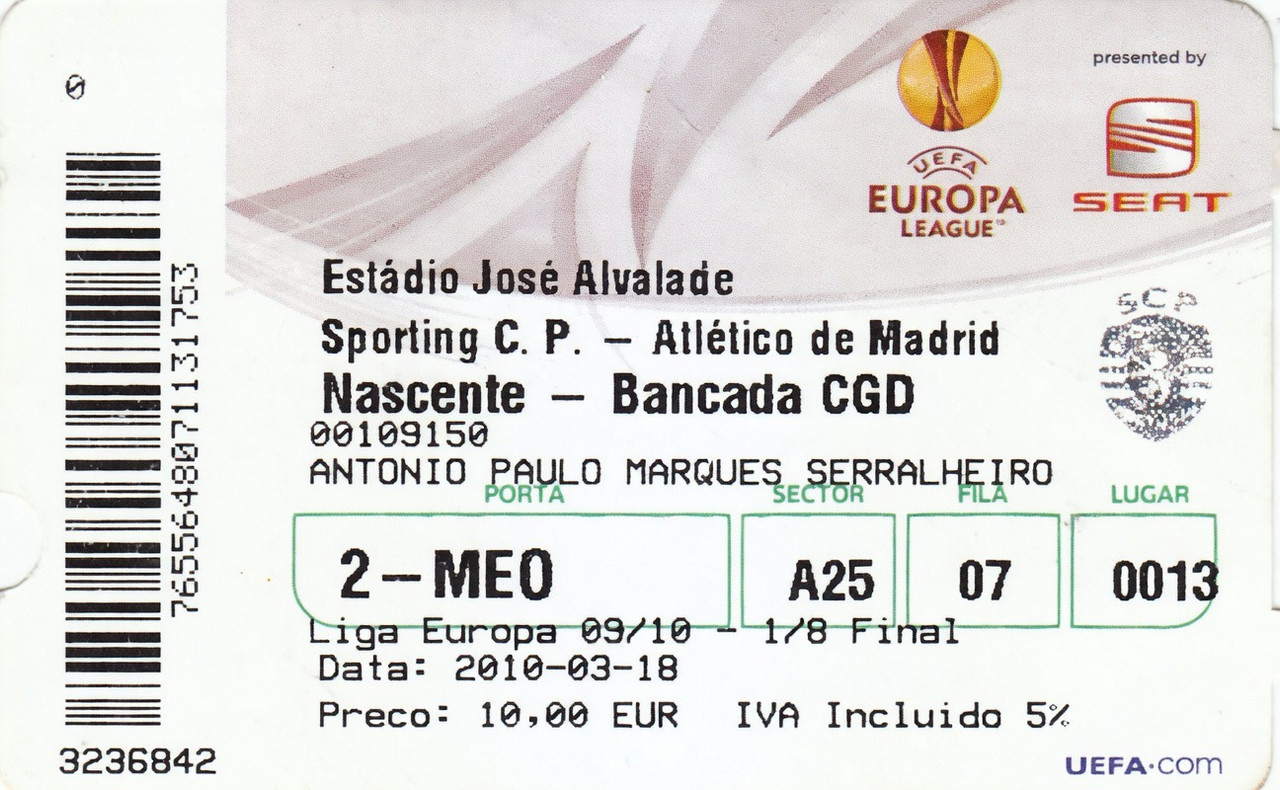 0
presented by
UEFA
EUROPA
LEAGUE™
SEAT
Estádio José Alvalade
SCP
Sporting C. P. – Atlético de Madrid
Nascente – Bancada CGD
00109150
ANTONIO PAULO MARQUES SERRALHEIRO
PORTA SECTOR FILA LUGAR
2 – MEO A25 07 0013
Liga Europa 09/10 - 1/8 Final
Data: 2010-03-18
Preco: 10,00 EUR IVA Incluido 5%
7655648071131753
3236842
UEFA.com